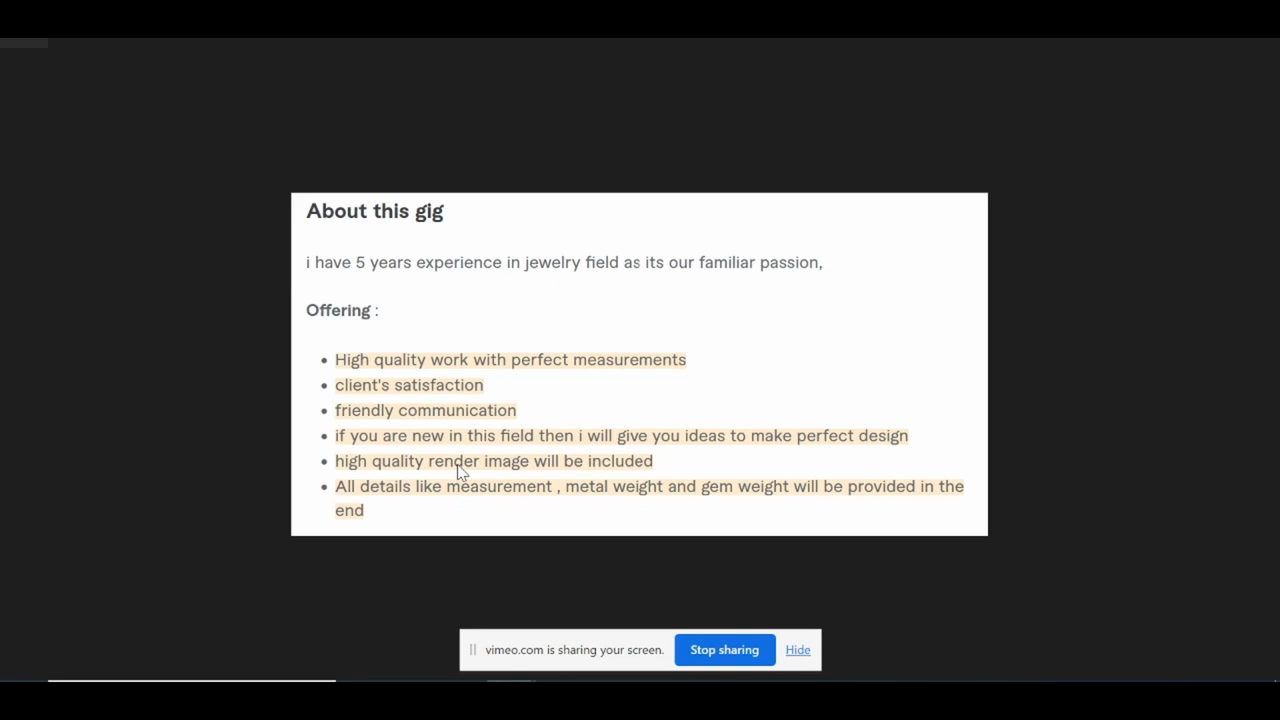 About this gig
i have 5 years experience in jewelry field as its our familiar passion,
Offering :
• High quality work with perfect measurements
• client's satisfaction
• friendly communication
• if you are new in this field then i will give you ideas to make perfect design
• high quality render image will be included
• All details like measurement , metal weight and gem weight will be provided in the
end
vimeo.com is sharing your screen. Stop sharing Hide